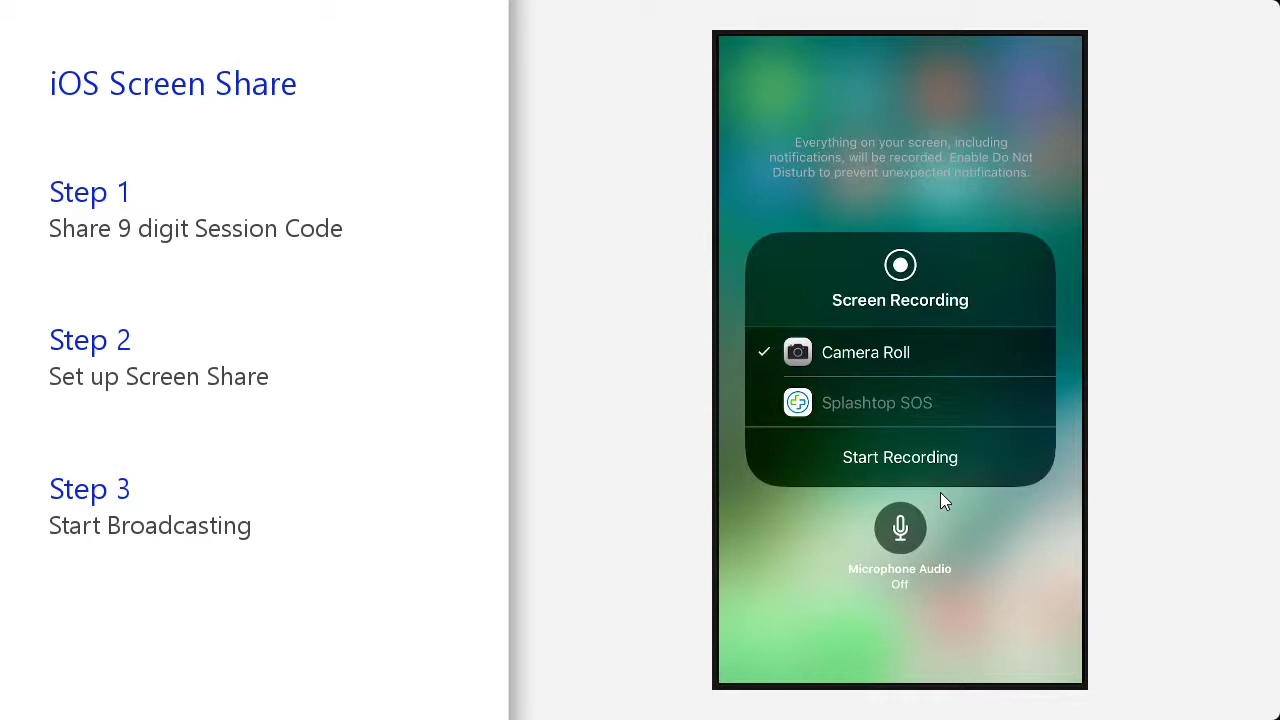 iOS Screen Share
Step 1
Share 9 digit Session Code
Step 2
Set up Screen Share
Step 3
Start Broadcasting
Everything on your screen, including
notifications, will be recorded. Enable Do Not
Disturb to prevent unexpected notifications.
Screen Recording
Camera Roll
Splashtop SOS
Start Recording
Microphone Audio
Off